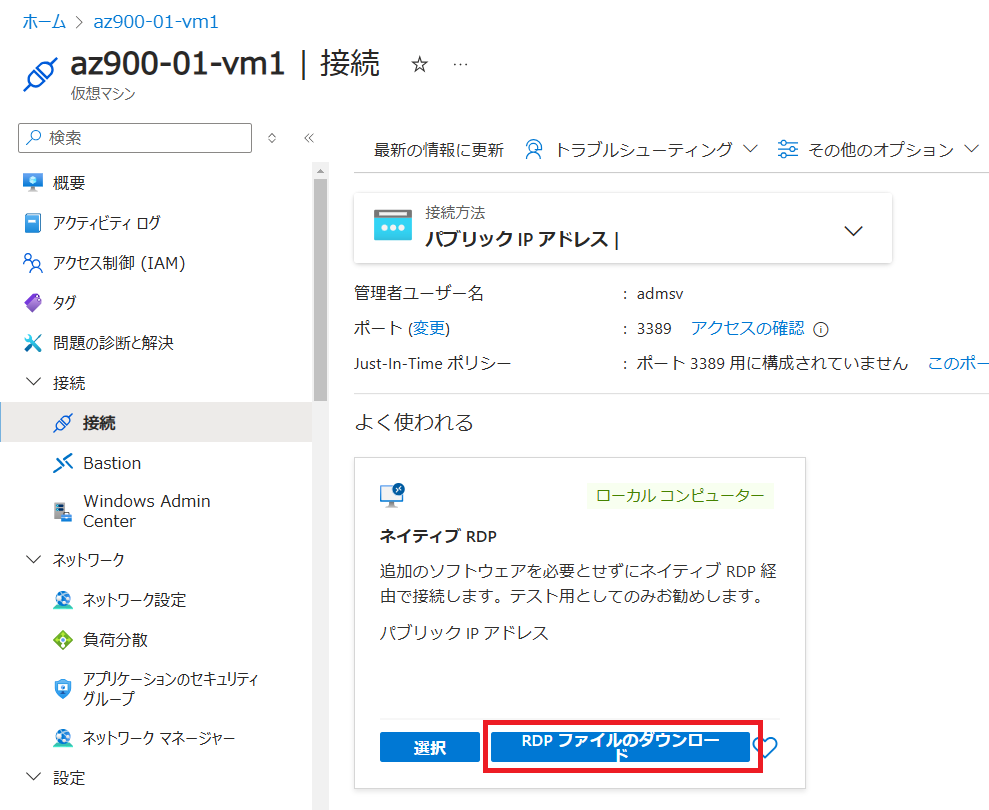 ホーム > az900-01-vm1
az900-01-vm1 | 接続 ☆ …
仮想マシン
検索
概要
アクティビティ ログ
アクセス制御 (IAM)
タグ
問題の診断と解決
接続
接続
Bastion
Windows Admin
Center
ネットワーク
ネットワーク設定
負荷分散
アプリケーションのセキュリティ
グループ
ネットワーク マネージャー
設定
最新の情報に更新 トラブルシューティング その他のオプション
接続方法
パブリック IP アドレス |
管理者ユーザー名 : admsv
ポート (変更) : 3389 アクセスの確認
Just-In-Time ポリシー : ポート 3389 用に構成されていません このポー
よく使われる
ローカル コンピューター
ネイティブ RDP
追加のソフトウェアを必要とせずにネイティブ RDP 経
由で接続します。テスト用としてのみお勧めします。
パブリック IP アドレス
選択
RDP ファイルのダウンロー
ド